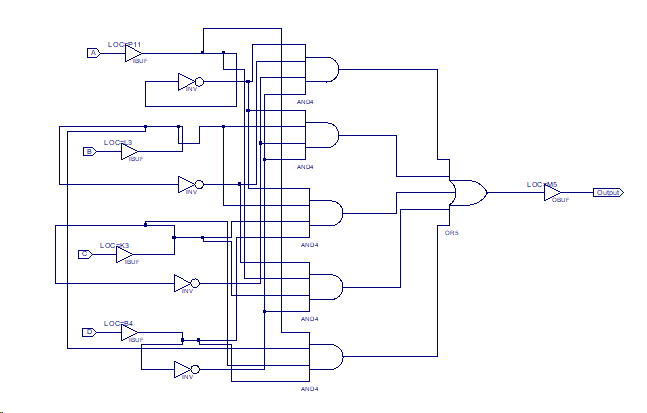 LOC=P11
A
IBUF
INV
AND4
LOC=L3
B
IBUF
AND4
INV
LOC=M5
Output
OBUF
OR5
LOC=K3
C
IBUF
AND4
INV
AND4
LOC=B4
D
IBUF
INV
AND4